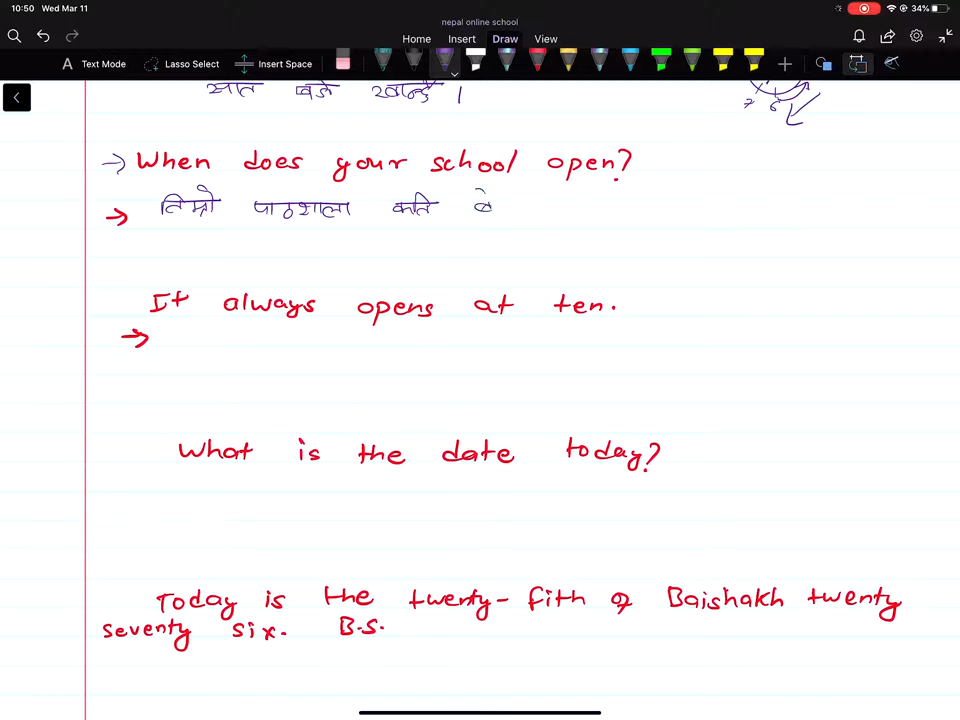 10:50 Wed Mar 11
34%
nepal online school
Home Insert Draw View
Text Mode Lasso Select Insert Space
सात बजे खान्छु ।
7 6
→ When does your school open?
→ तिम्रो पाठशाला कति बे
It always opens at ten.
→
What is the date today?
Today is the twenty-fith of Baishakh twenty
seventy six. B.S.